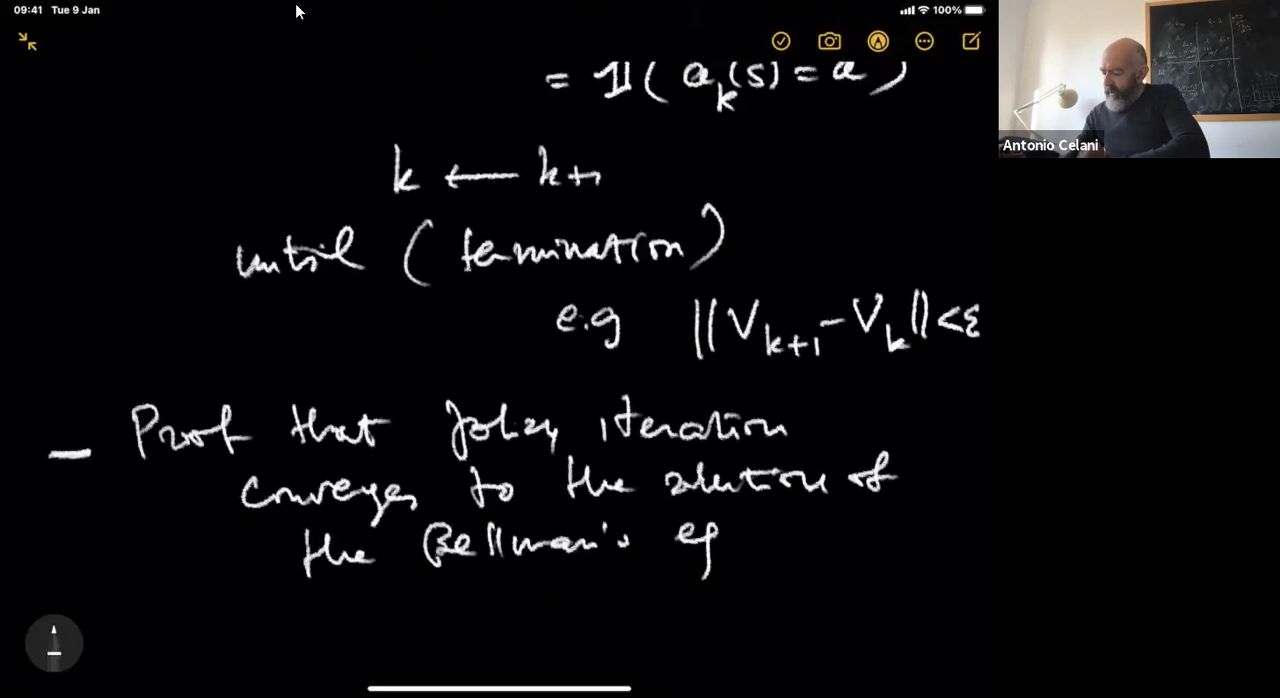 09:41 Tue 9 Jan
100%
= 𝟙( a_k(s) = a )
Antonio Celani
k ← k+1
until ( termination )
e.g ||V_{k+1} - V_k|| < ε
- Proof that policy iteration
converges to the solution of
the Bellman's eq